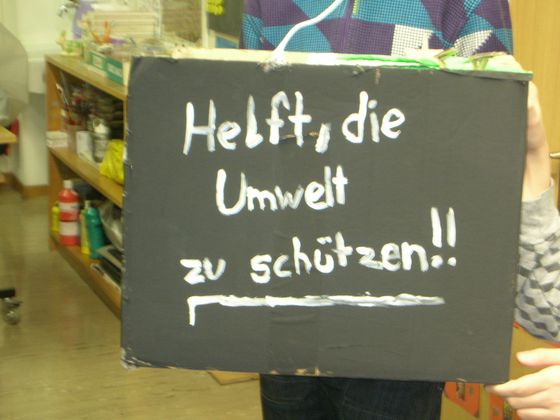 Helft, die
Umwelt
zu schützen!!